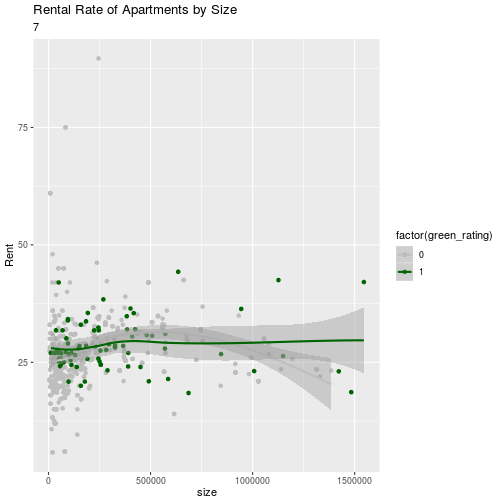 Rental Rate of Apartments by Size
7
75
50
25
Rent
0
500000
1000000
1500000
size
factor(green_rating)
0
1